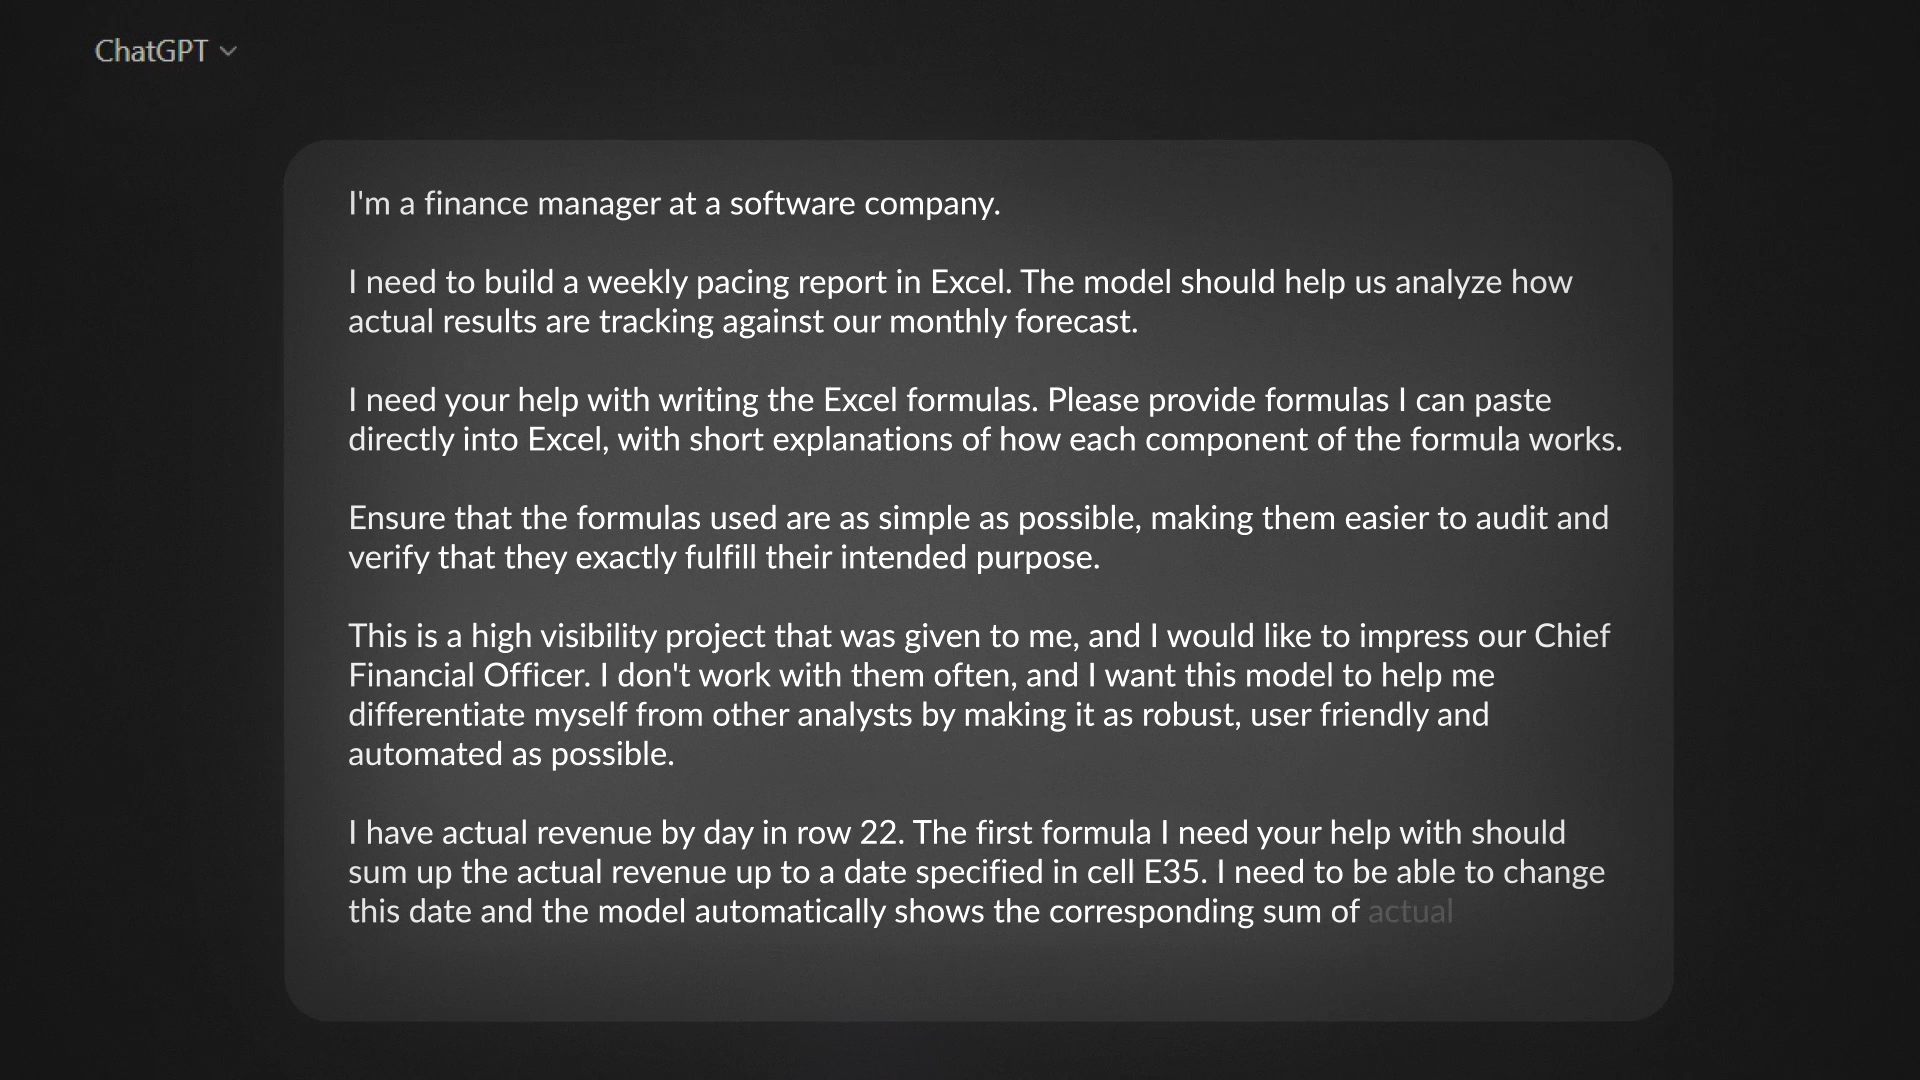 ChatGPT
I'm a finance manager at a software company.
I need to build a weekly pacing report in Excel. The model should help us analyze how
actual results are tracking against our monthly forecast.
I need your help with writing the Excel formulas. Please provide formulas I can paste
directly into Excel, with short explanations of how each component of the formula works.
Ensure that the formulas used are as simple as possible, making them easier to audit and
verify that they exactly fulfill their intended purpose.
This is a high visibility project that was given to me, and I would like to impress our Chief
Financial Officer. I don't work with them often, and I want this model to help me
differentiate myself from other analysts by making it as robust, user friendly and
automated as possible.
I have actual revenue by day in row 22. The first formula I need your help with should
sum up the actual revenue up to a date specified in cell E35. I need to be able to change
this date and the model automatically shows the corresponding sum of actual